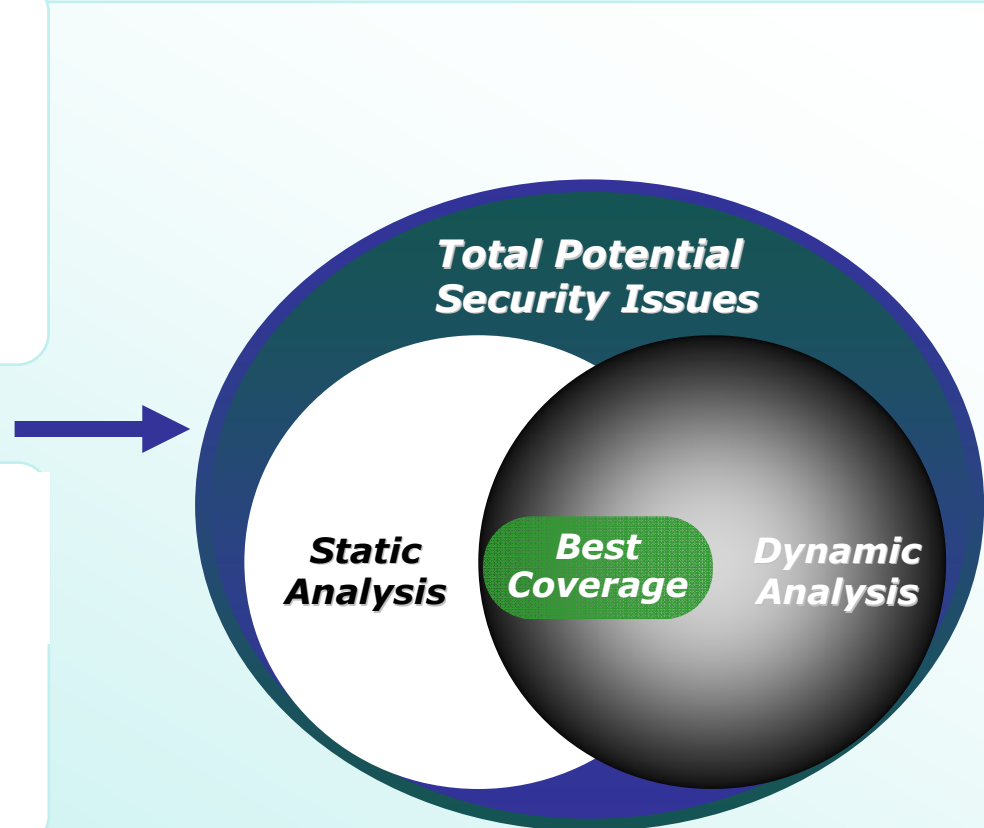 Total Potential
Security Issues
Static
Analysis
Best
Coverage
Dynamic
Analysis